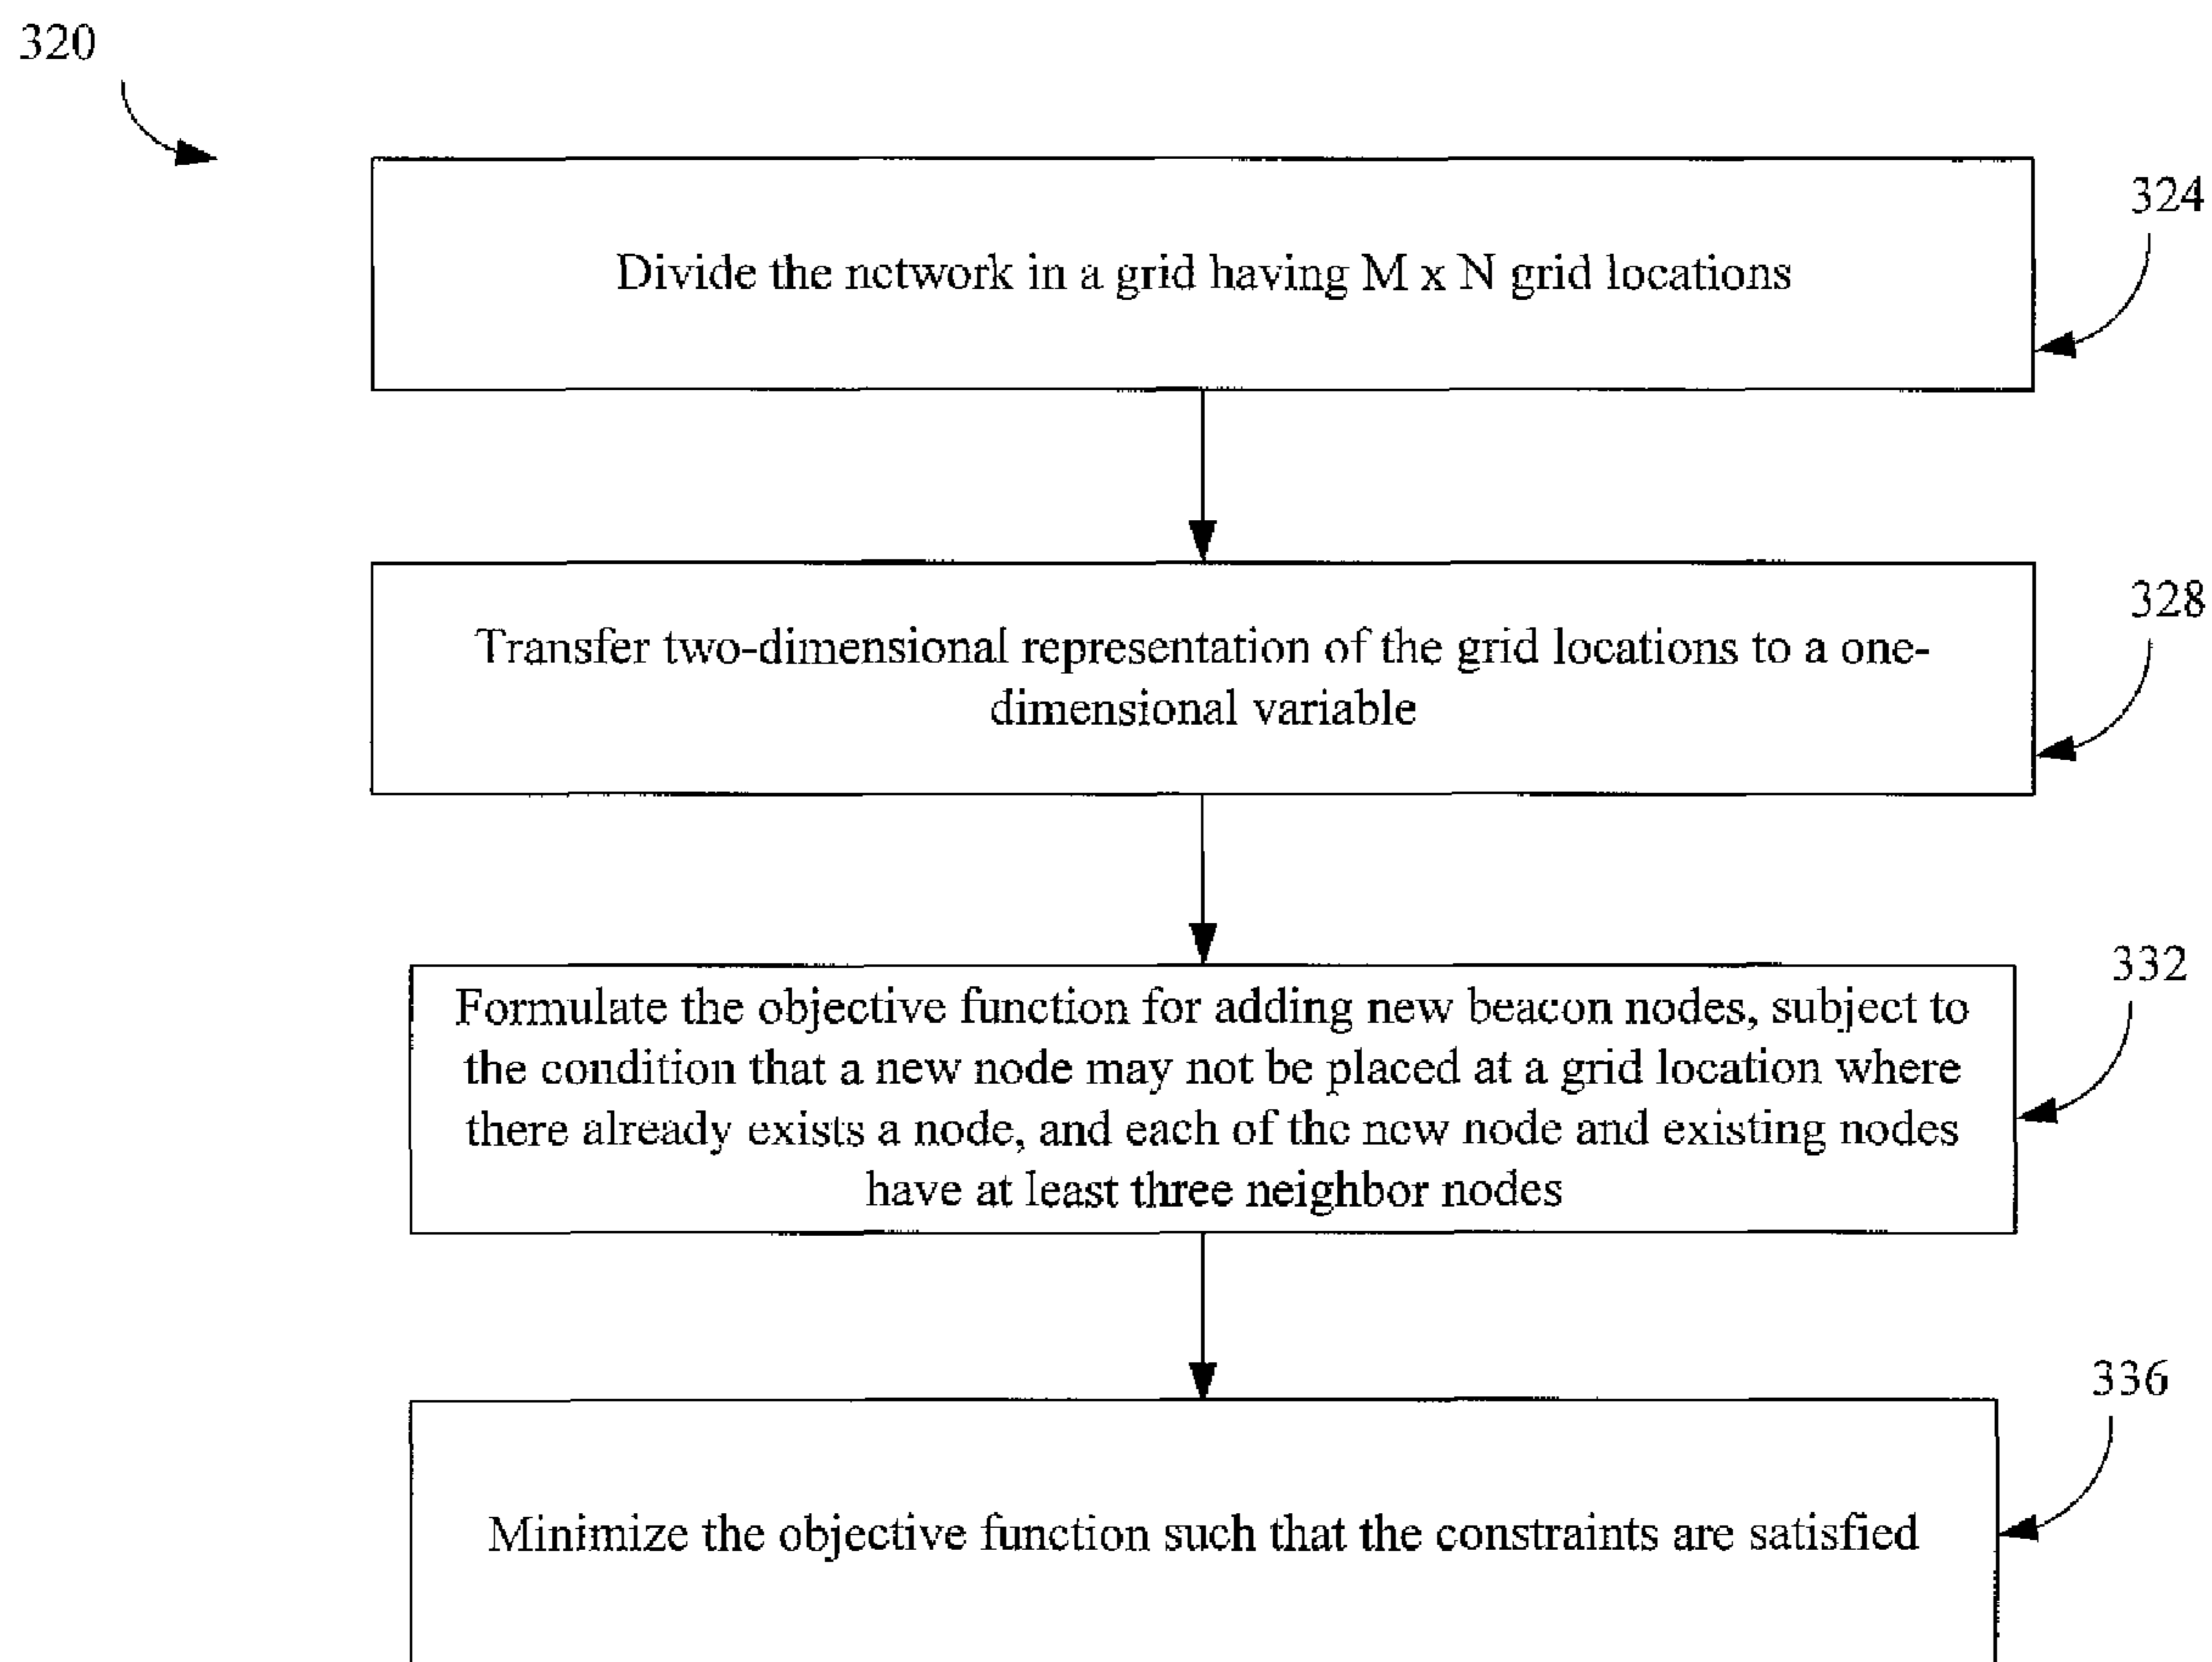 320
324
Divide the network in a grid having M x N grid locations
328
Transfer two-dimensional representation of the grid locations to a one-
dimensional variable
332
Formulate the objective function for adding new beacon nodes, subject to
the condition that a new node may not be placed at a grid location where
there already exists a node, and each of the new node and existing nodes
have at least three neighbor nodes
336
Minimize the objective function such that the constraints are satisfied